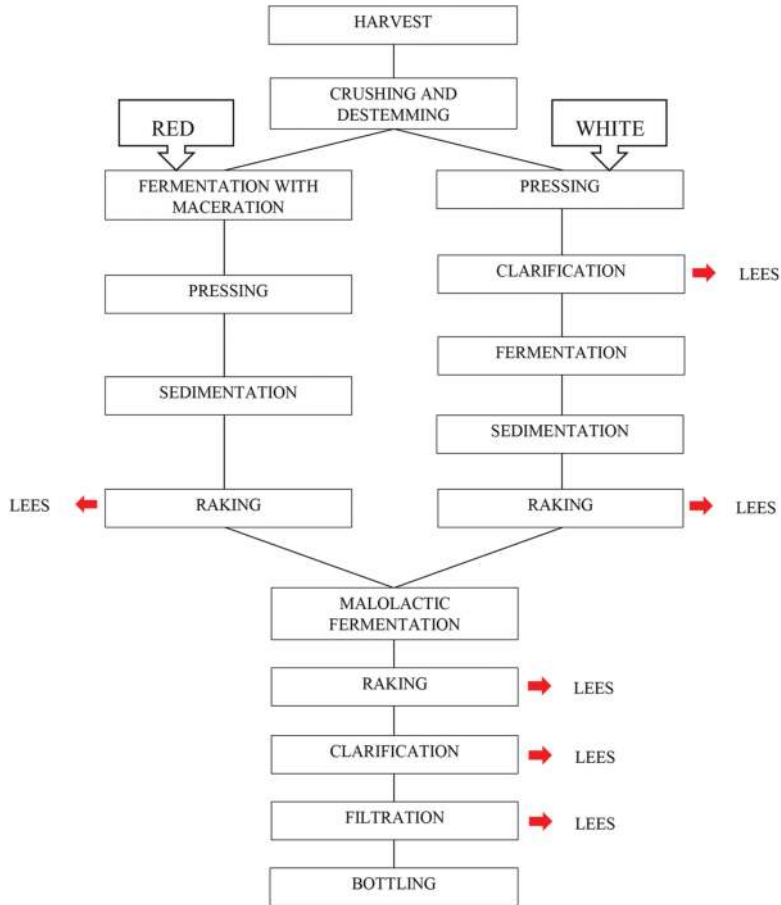 HARVEST
CRUSHING AND
DESTEMMING
RED
WHITE
FERMENTATION WITH
MACERATION
PRESSING
CLARIFICATION
LEES
PRESSING
FERMENTATION
SEDIMENTATION
SEDIMENTATION
LEES
RAKING
RAKING
LEES
MALOLACTIC
FERMENTATION
RAKING
LEES
CLARIFICATION
LEES
FILTRATION
LEES
BOTTLING